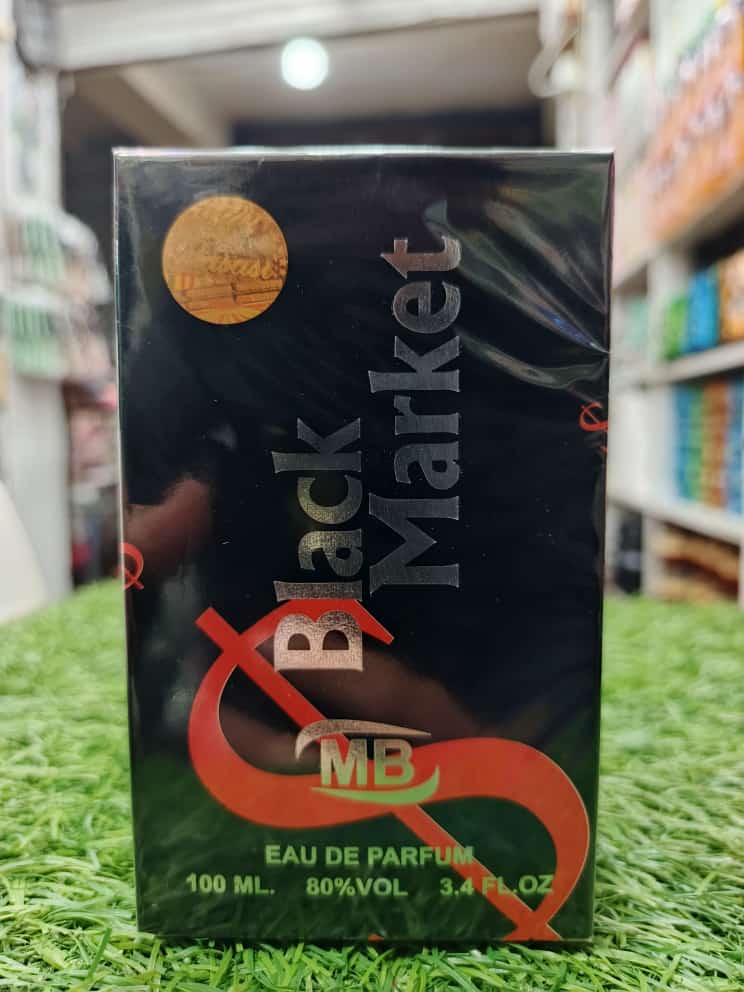 Black
Market
MB
EAU DE PARFUM
100 ML. 80%VOL 3.4 FL.OZ